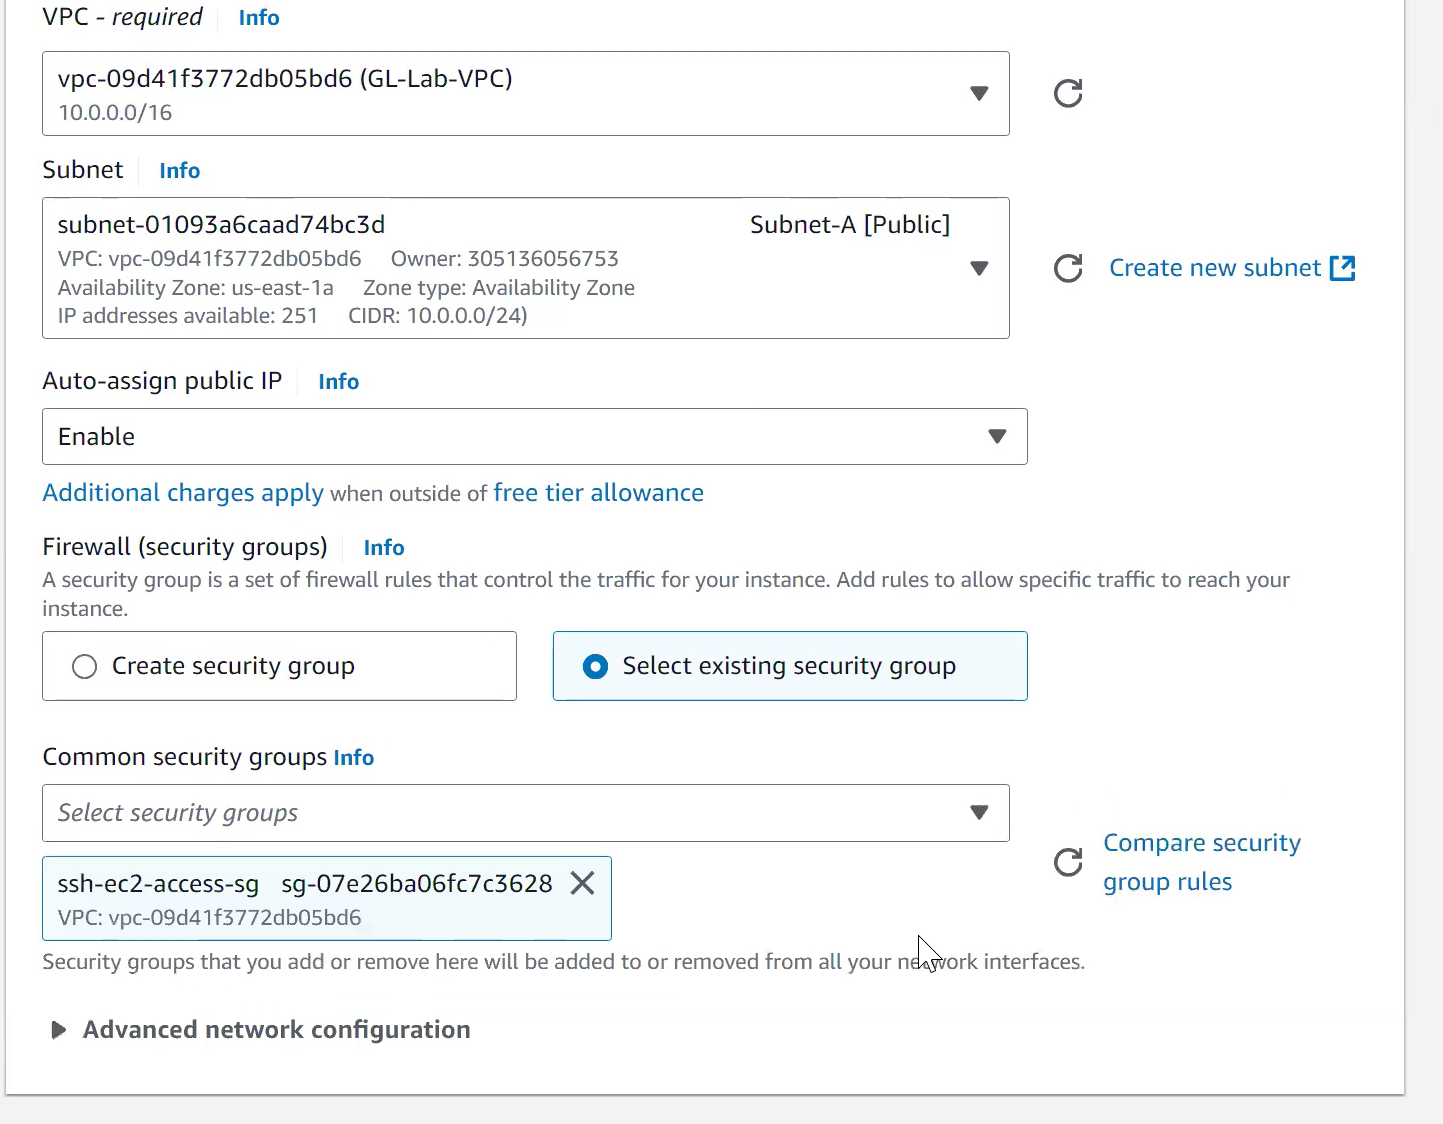 VPC - required Info
vpc-09d41f3772db05bd6 (GL-Lab-VPC)
10.0.0.0/16
Subnet Info
subnet-01093a6caad74bc3d Subnet-A [Public]
VPC: vpc-09d41f3772db05bd6 Owner: 305136056753
Availability Zone: us-east-1a Zone type: Availability Zone
IP addresses available: 251 CIDR: 10.0.0.0/24)
Create new subnet
Auto-assign public IP Info
Enable
Additional charges apply when outside of free tier allowance
Firewall (security groups) Info
A security group is a set of firewall rules that control the traffic for your instance. Add rules to allow specific traffic to reach your
instance.
Create security group Select existing security group
Common security groups Info
Select security groups
ssh-ec2-access-sg sg-07e26ba06fc7c3628
VPC: vpc-09d41f3772db05bd6
Compare security
group rules
Security groups that you add or remove here will be added to or removed from all your network interfaces.
Advanced network configuration